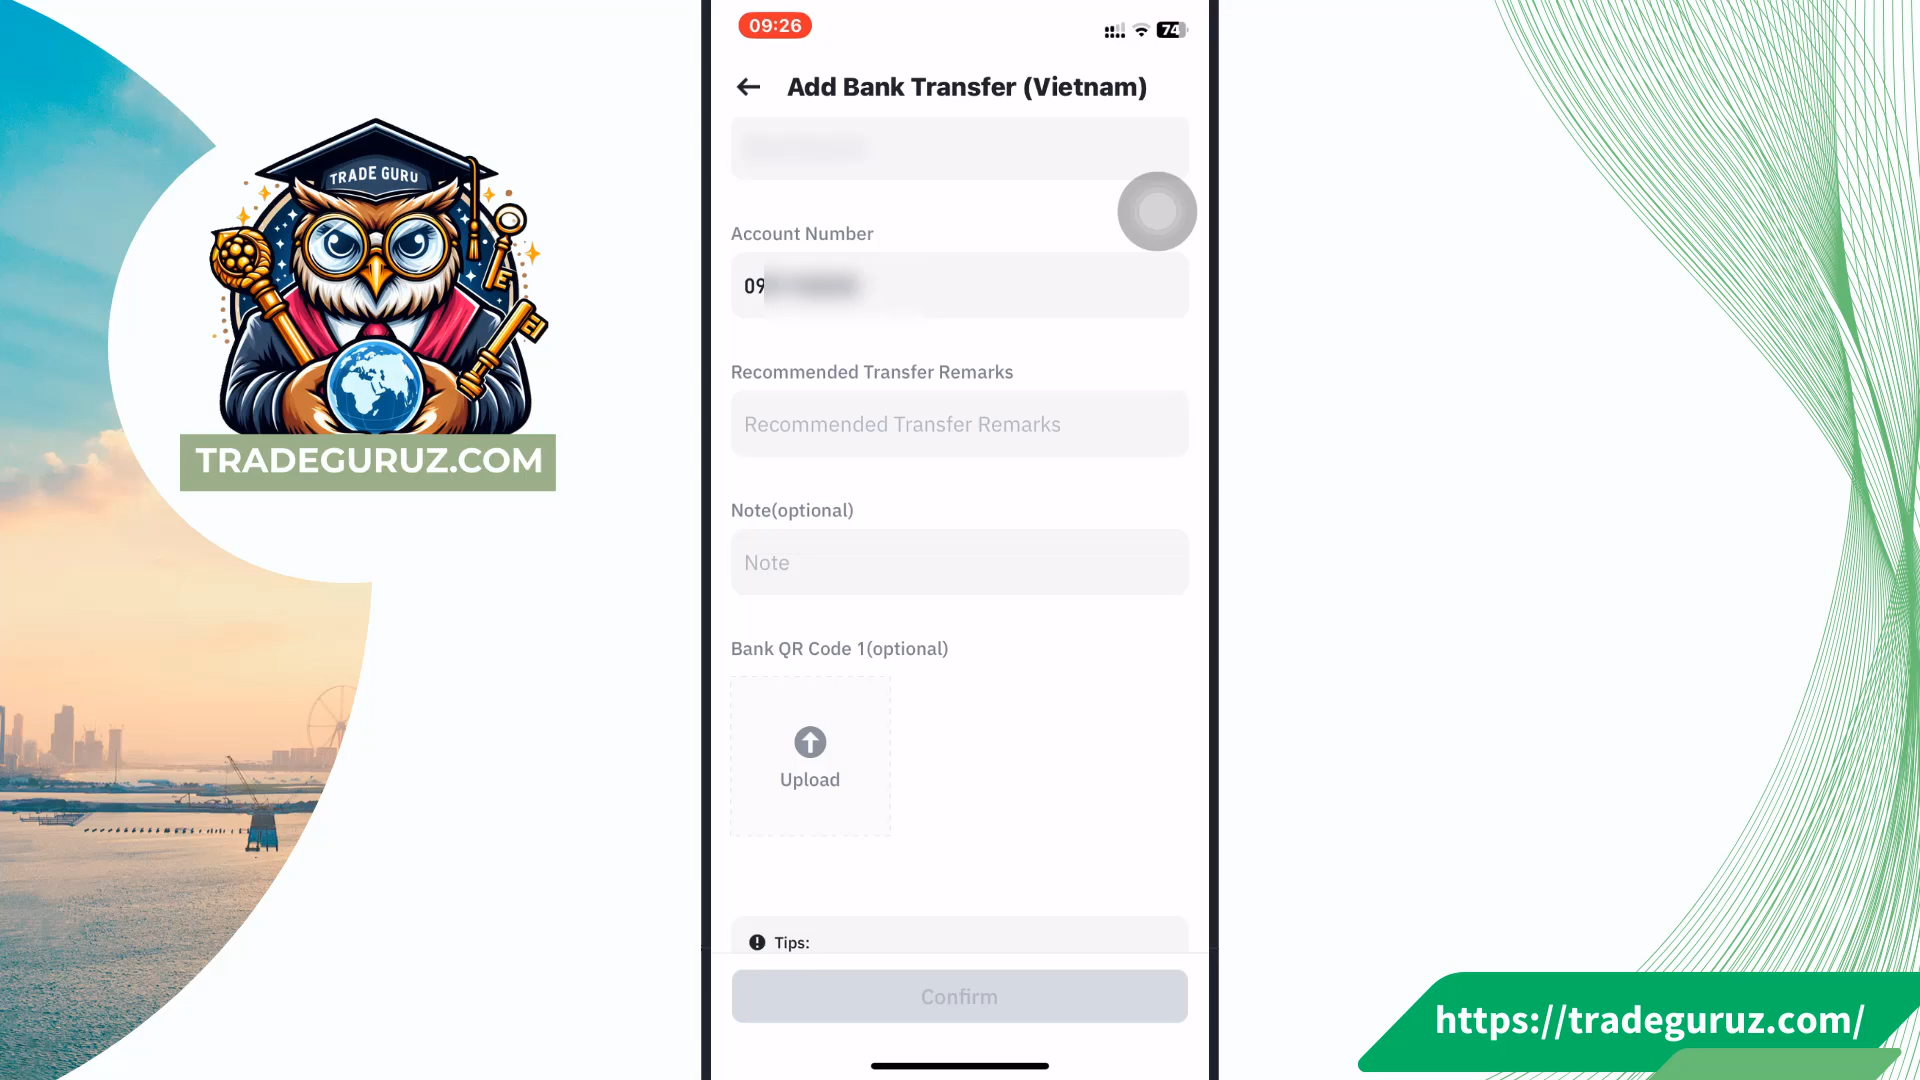 09:26
74
Add Bank Transfer (Vietnam)
TRADE GURU
Account Number
09
Recommended Transfer Remarks
Recommended Transfer Remarks
TRADEGURUZ.COM
Note(optional)
Note
Bank QR Code 1(optional)
Upload
Tips:
Confirm
https://tradeguruz.com/